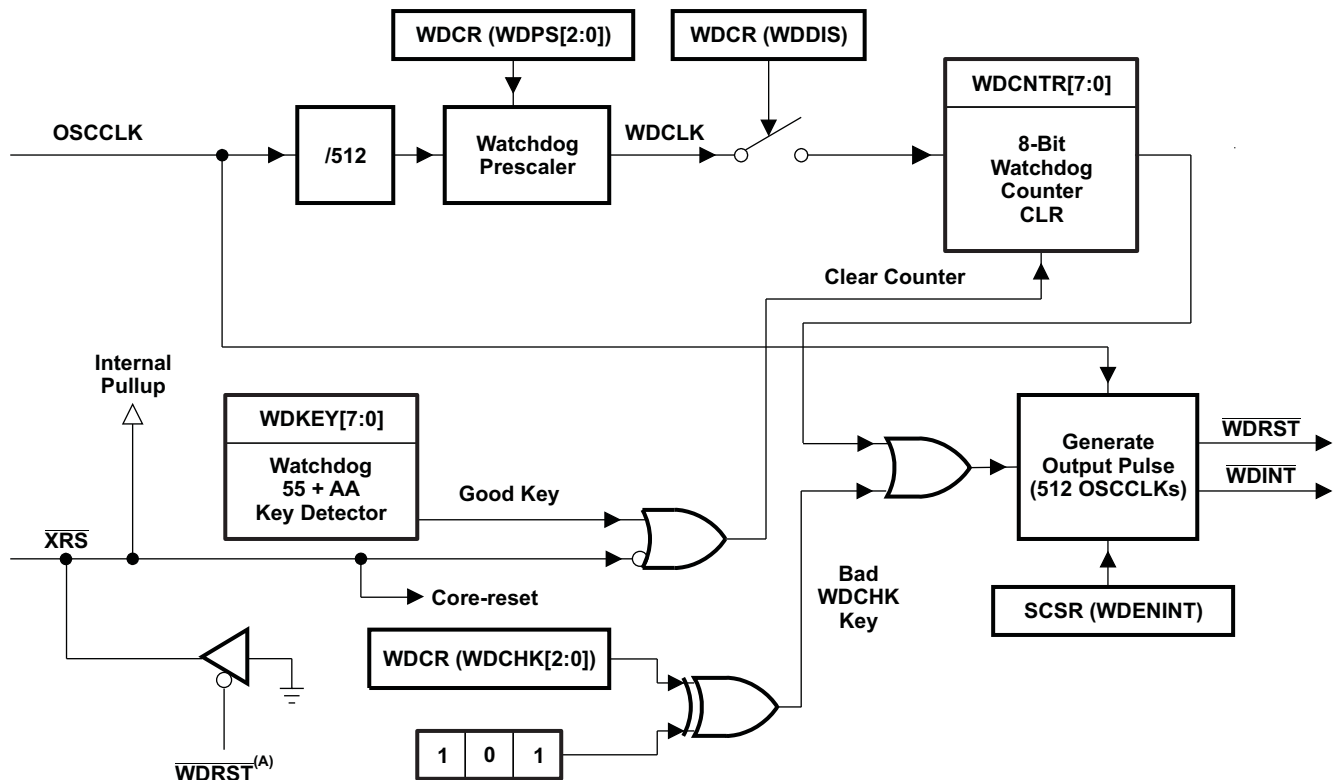 WDCR (WDPS[2:0])
WDCR (WDDIS)
WDCNTR[7:0]
OSCCLK
/512
Watchdog
Prescaler
WDCLK
8-Bit
Watchdog
Counter
CLR
Clear Counter
Internal
Pullup
WDKEY[7:0]
Watchdog
55 + AA
Key Detector
Good Key
Generate
Output Pulse
(512 OSCCLKs)
WDRST
WDINT
XRS
Core-reset
Bad
WDCHK
Key
SCSR (WDENINT)
WDCR (WDCHK[2:0])
1 0 1
WDRST(A)